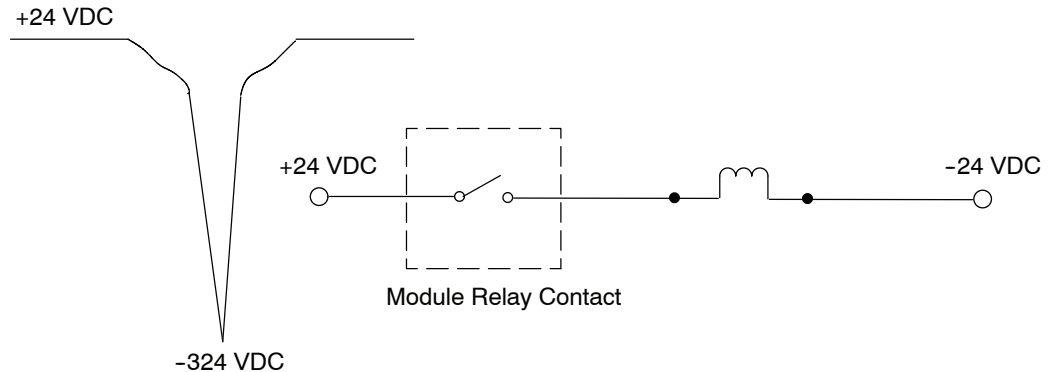 +24 VDC
+24 VDC
-24 VDC
Module Relay Contact
-324 VDC